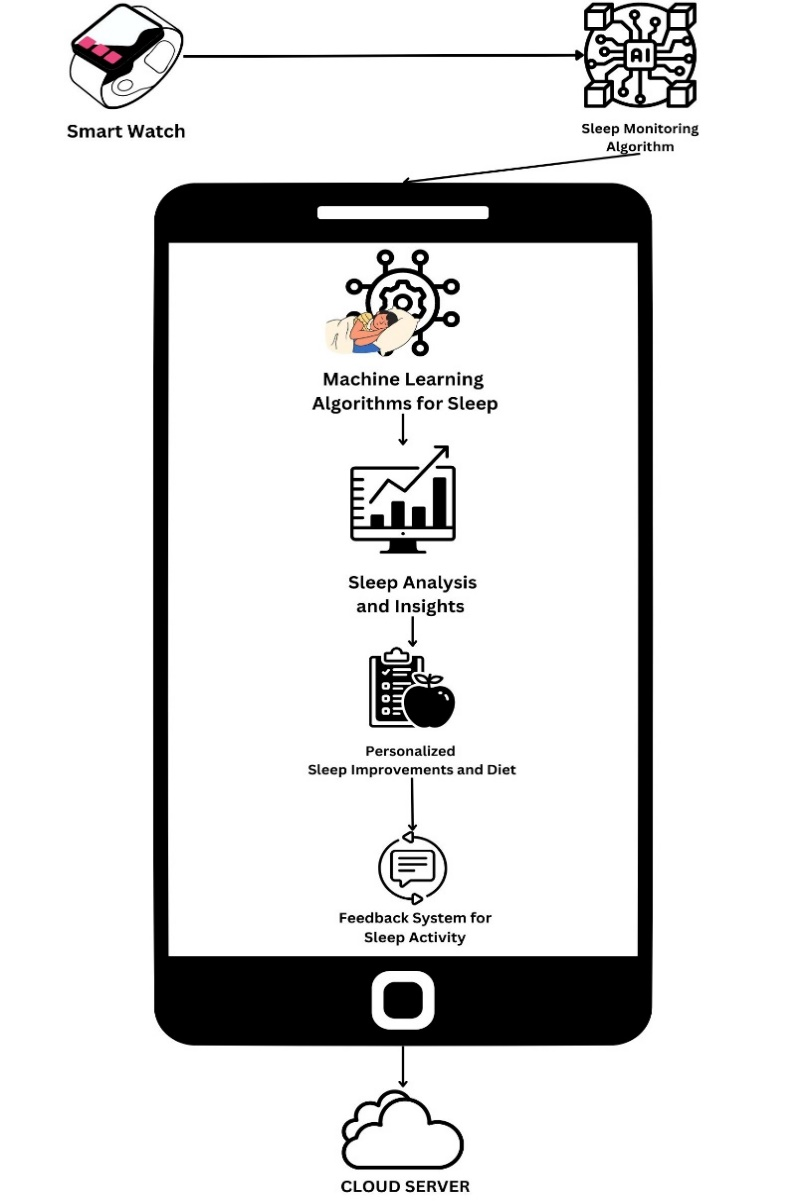 AI
Smart Watch
Sleep Monitoring
Algorithm
Machine Learning
Algorithms for Sleep
Sleep Analysis
and Insights
Personalized
Sleep Improvements and Diet
Feedback System for
Sleep Activity
CLOUD SERVER